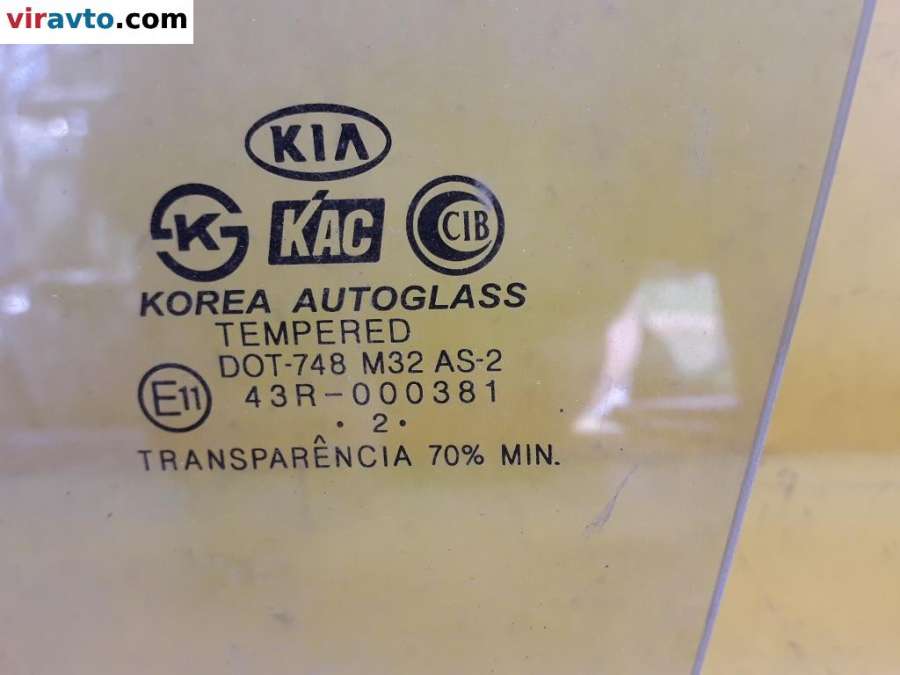 viravto.com
KIA
K KAC CIB
KOREA AUTOGLASS
TEMPERED
DOT-748 M32 AS-2
E11 43R-000381
· 2 ·
TRANSPARÊNCIA 70% MIN.